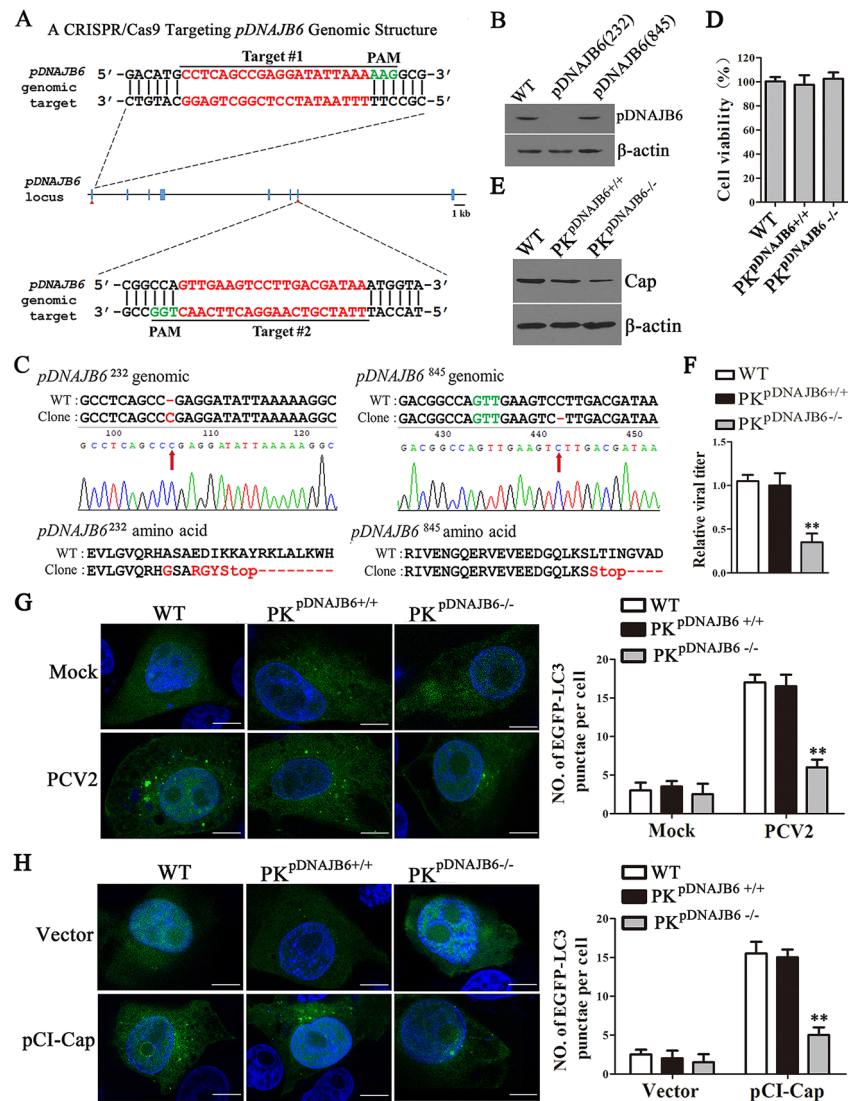 A
A CRISPR/Cas9 Targeting pDNAJB6 Genomic Structure
Target #1 PAM
pDNAJB6 genomic target
5′-GACATGCCTCAGCCGAGGATATTAAAAAGGCG-3′
3′-CTGTACGGAGTCGGCTCCTATAATTTTTCCGC-5′
pDNAJB6 locus
1 kb
pDNAJB6 genomic target
5′-CGGCCAGTTGAAGTCCTTGACGATAAATGGTA-3′
3′-GCCGGTCAACTTCAGGAACTGCTATTTACCAT-5′
PAM Target #2
B
WT pDNAJB6(232) pDNAJB6(845)
pDNAJB6
β-actin
D
Cell viability (%)
120
100
80
60
40
20
0
WT PKpDNAJB6+/+ PKpDNAJB6 -/-
E
WT PKpDNAJB6+/+ PKpDNAJB6-/-
Cap
β-actin
C
pDNAJB6 232 genomic
WT : GCCTCAGCC-GAGGATATTAAAAAGGC
Clone : GCCTCAGCCCGAGGATATTAAAAAGGC
100 110 120
GCCTCAGCCCGAGGATATTAAAAAGGC
pDNAJB6 232 amino acid
WT : EVLGVQRHASAEDIKKAYRKLALKWH
Clone : EVLGVQRHGSARGYStop--------
pDNAJB6 845 genomic
WT : GACGGCCAGTTGAAGTCCTTGACGATAA
Clone : GACGGCCAGTTGAAGTC-TTGACGATAA
430 440 450
GACGGCCAGTTGAAGTCTTGACGATAA
pDNAJB6 845 amino acid
WT : RIVENGQERVEVEEDGQLKSLTINGVAD
Clone : RIVENGQERVEVEEDGQLKSStop-----
F
WT
PKpDNAJB6+/+
PKpDNAJB6-/-
Relative viral titer
1.5
1.0
0.5
0.0
**
G
WT PKpDNAJB6+/+ PKpDNAJB6-/-
Mock
PCV2
WT
PKpDNAJB6 +/+
PKpDNAJB6 -/-
NO. of EGFP-LC3 punctae per cell
20
15
10
5
0
**
Mock PCV2
H
WT PKpDNAJB6+/+ PKpDNAJB6-/-
Vector
pCI-Cap
WT
PKpDNAJB6 +/+
PKpDNAJB6 -/-
NO. of EGFP-LC3 punctae per cell
20
15
10
5
0
**
Vector pCI-Cap